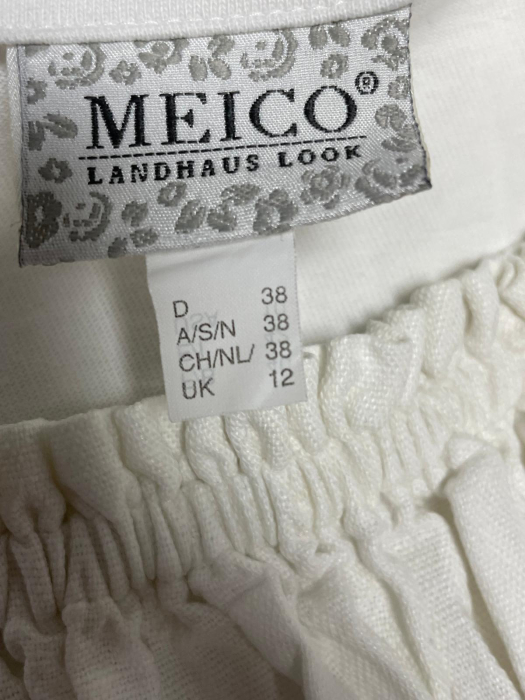 MEICO®
LANDHAUS LOOK
D 38
A/S/N 38
CH/NL/ 38
UK 12